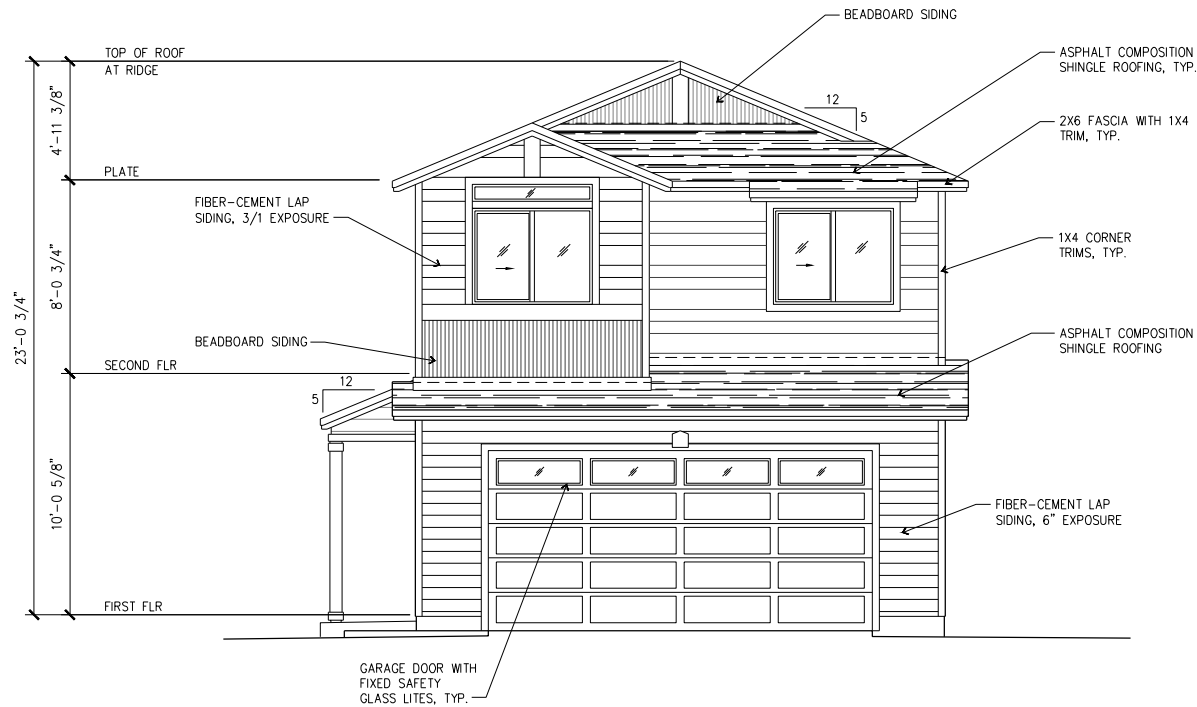 BEADBOARD SIDING
TOP OF ROOF
AT RIDGE
ASPHALT COMPOSITION
SHINGLE ROOFING, TYP.
4'-11 3/8"
12
5
2X6 FASCIA WITH 1X4
TRIM, TYP.
PLATE
FIBER-CEMENT LAP
SIDING, 3/1 EXPOSURE
1X4 CORNER
TRIMS, TYP.
8'-0 3/4"
23'-0 3/4"
BEADBOARD SIDING
ASPHALT COMPOSITION
SHINGLE ROOFING
SECOND FLR
12
5
10'-0 5/8"
FIBER-CEMENT LAP
SIDING, 6" EXPOSURE
FIRST FLR
GARAGE DOOR WITH
FIXED SAFETY
GLASS LITES, TYP.